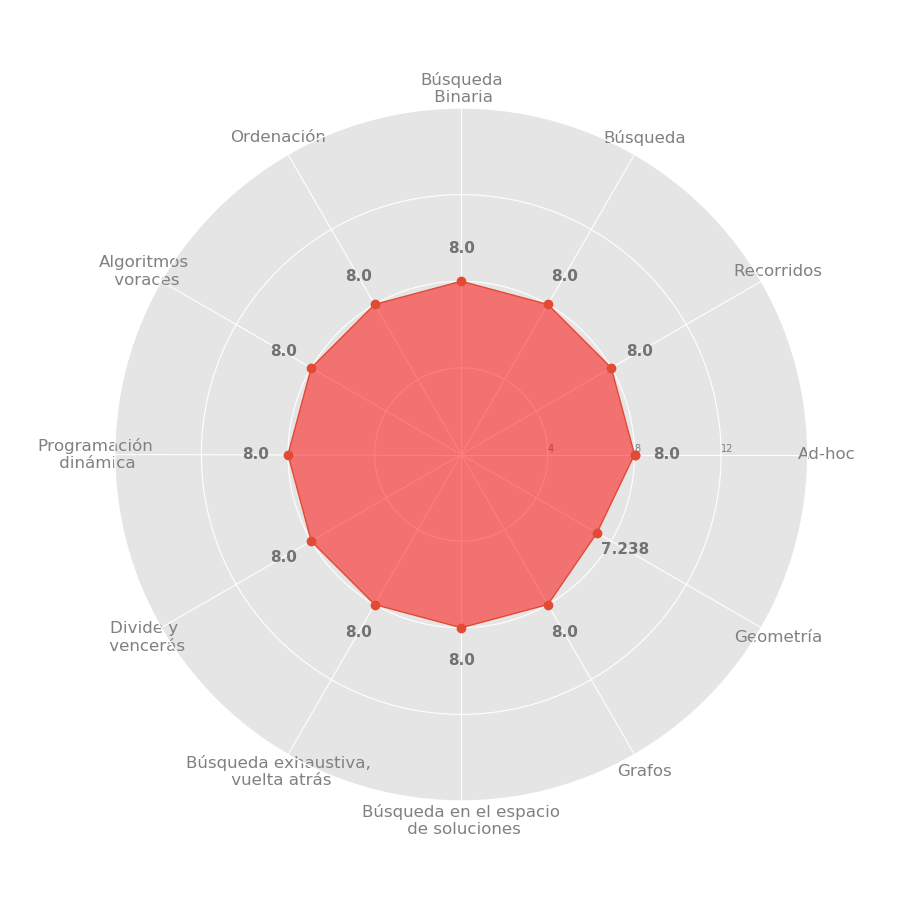 Búsqueda
Binaria
Ordenación
Búsqueda
8.0
Algoritmos
voraces
8.0
8.0
Recorridos
8.0
8.0
Programación
dinámica
8.0
4
8
12
8.0
Ad-hoc
8.0
7.238
Divide y
vencerás
8.0
8.0
8.0
Geometría
Búsqueda exhaustiva,
vuelta atrás
Grafos
Búsqueda en el espacio
de soluciones